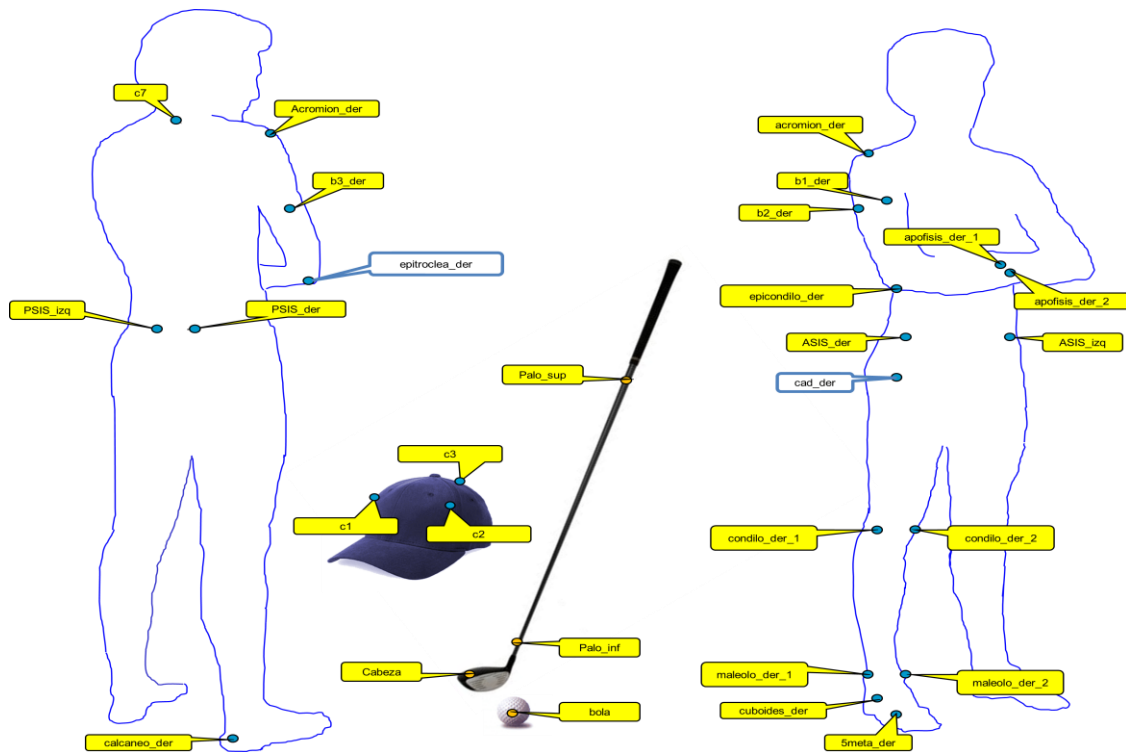 c7
Acromion_der
b3_der
epitroclea_der
PSIS_izq
PSIS_der
calcaneo_der
c3
c1
c2
Palo_sup
Palo_inf
Cabeza
bola
acromion_der
b1_der
b2_der
apofisis_der_1
epicondilo_der
apofisis_der_2
ASIS_der
ASIS_izq
cad_der
condilo_der_1
condilo_der_2
maleolo_der_1
maleolo_der_2
cuboides_der
5meta_der